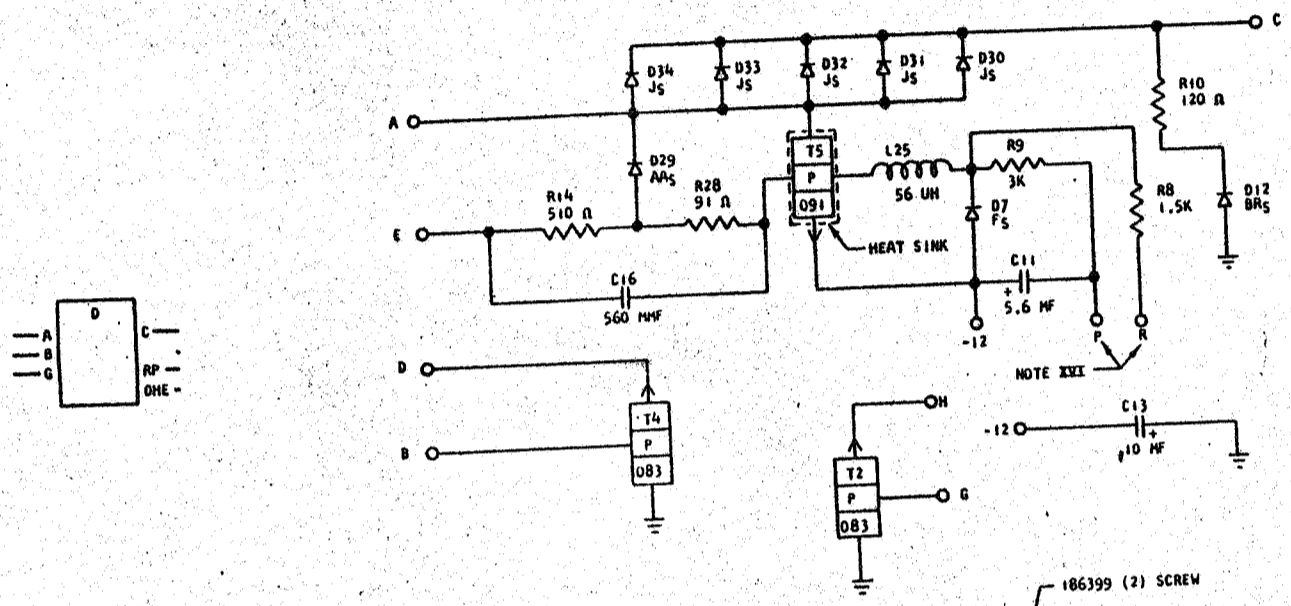 C
D34
JS
D33
JS
D32
JS
D31
JS
D30
JS
R10
120 Ω
A
D29
AAS
T5
P
091
L25
56 UH
R9
3K
R8
1.5K
D12
BRS
R14
510 Ω
R28
91 Ω
D7
FS
E
HEAT SINK
C16
560 MMF
C11
+
5.6 MF
-12
P
R
NOTE XVI
D
A
B
G
C
RP
OHE
D
T4
P
083
B
H
T2
P
083
G
-12
C13
+
10 MF
186399 (2) SCREW